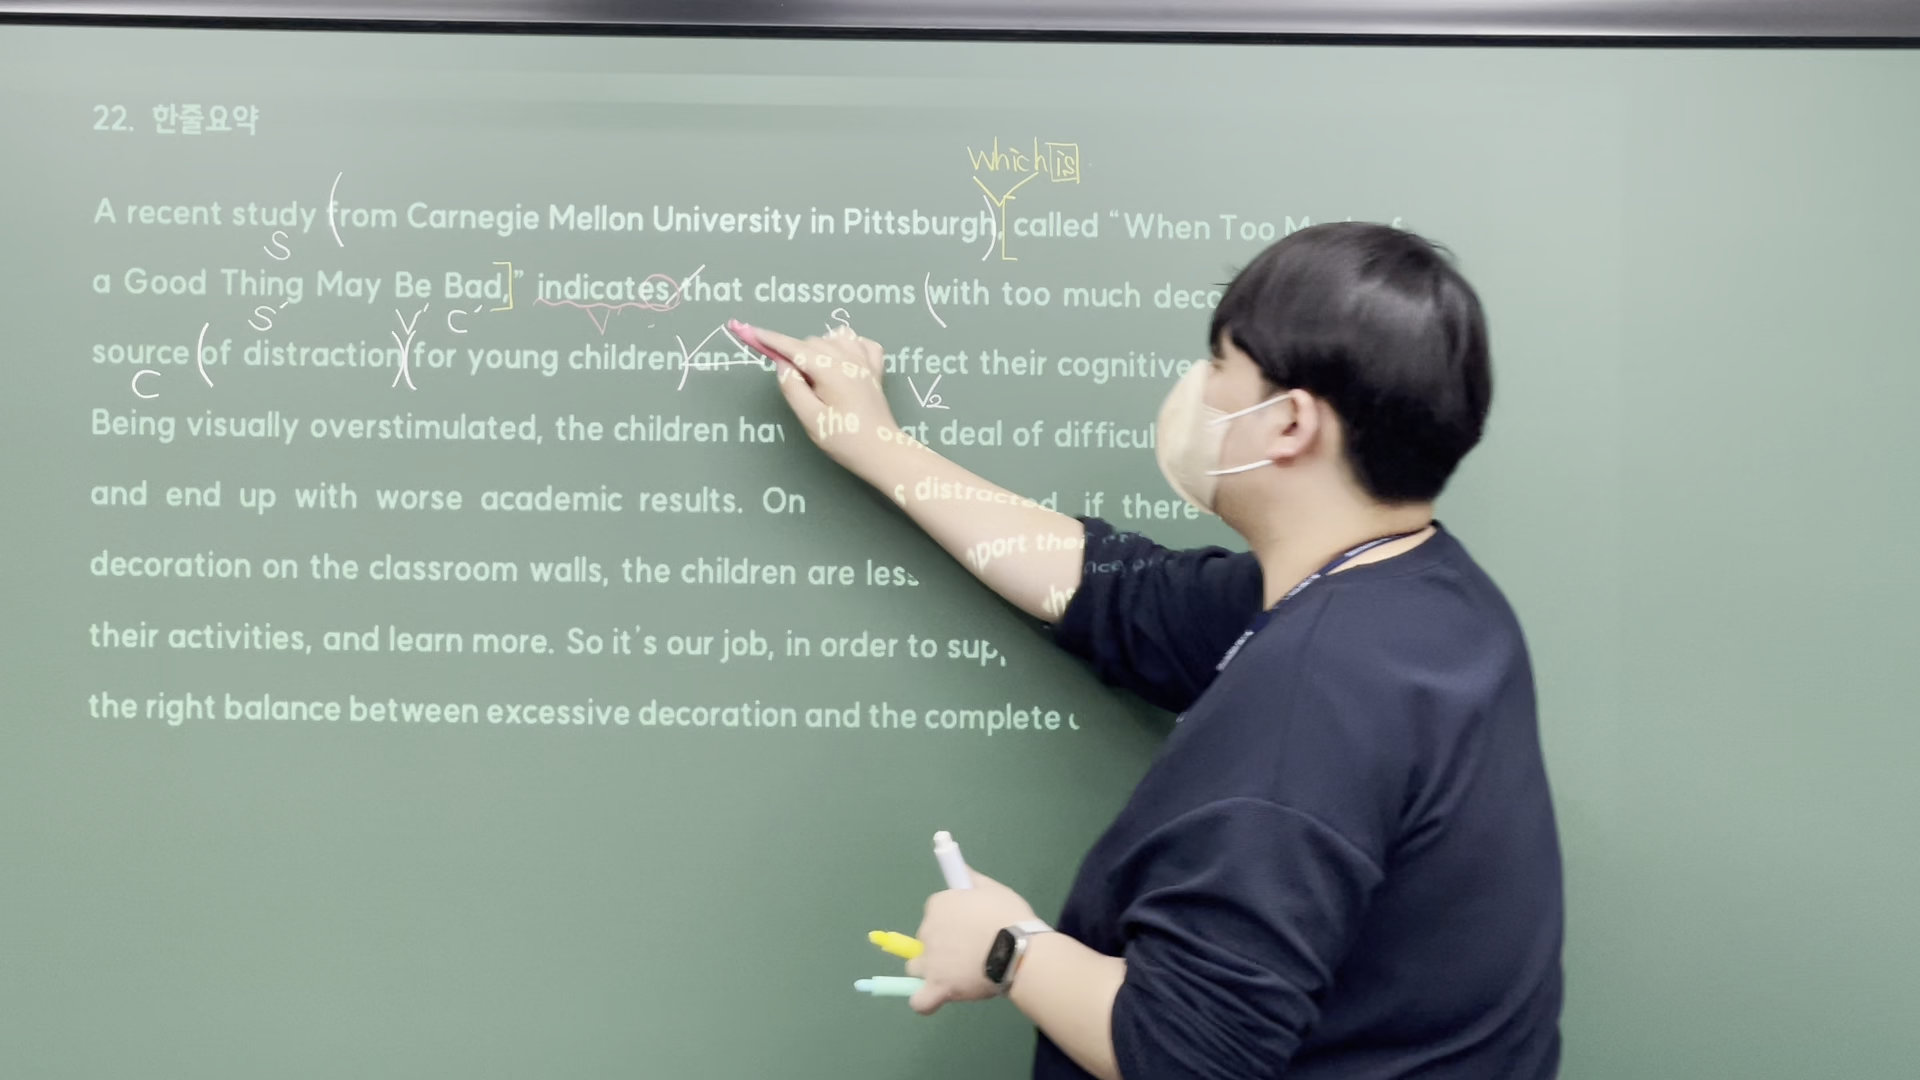 22. 한줄요약
which is
A recent study (from Carnegie Mellon University in Pittsburgh), [called “When Too
S
a Good Thing May Be Bad,]” indicates that classrooms (with too much
S´ V´ C´ V S
source (of distraction)(for young children) and affect their cognitive
C V2
Being visually overstimulated, the children the deal of
and end up with worse academic results. On distracted, if there
decoration on the classroom walls, the children are less
their activities, and learn more. So it’s our job, in order to
the right balance between excessive decoration and the complete